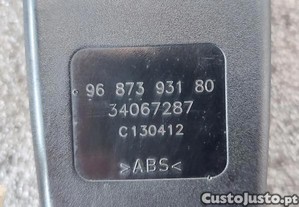 96 873 931 80
34067287
C130412
>ABS<
CustoJusto.pt